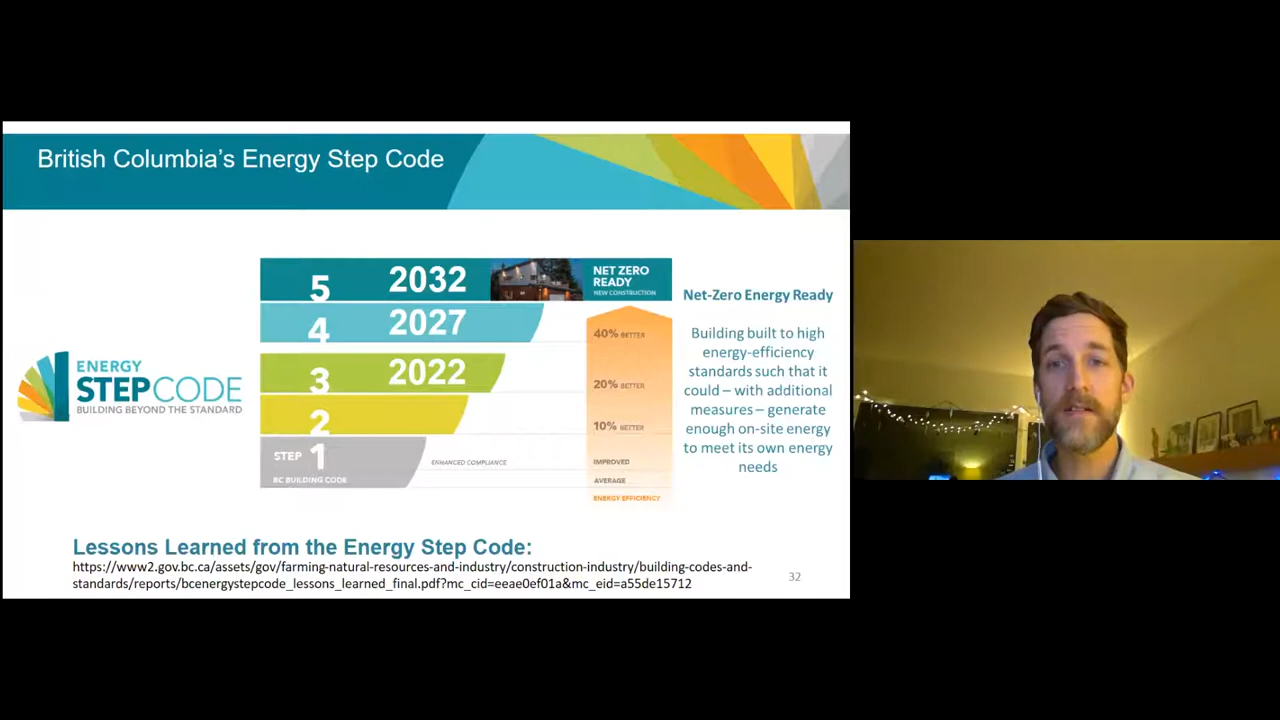 British Columbia's Energy Step Code
ENERGY
STEPCODE
BUILDING BEYOND THE STANDARD
5 2032
4 2027
3 2022
2
STEP 1
BC BUILDING CODE
ENHANCED COMPLIANCE
NET ZERO
READY
NEW CONSTRUCTION
40% BETTER
20% BETTER
10% BETTER
IMPROVED
AVERAGE
ENERGY EFFICIENCY
Net-Zero Energy Ready
Building built to high
energy-efficiency
standards such that it
could – with additional
measures – generate
enough on-site energy
to meet its own energy
needs
Lessons Learned from the Energy Step Code:
https://www2.gov.bc.ca/assets/gov/farming-natural-resources-and-industry/construction-industry/building-codes-and-
standards/reports/bcenergystepcode_lessons_learned_final.pdf?mc_cid=eeae0ef01a&mc_eid=a55de15712
32